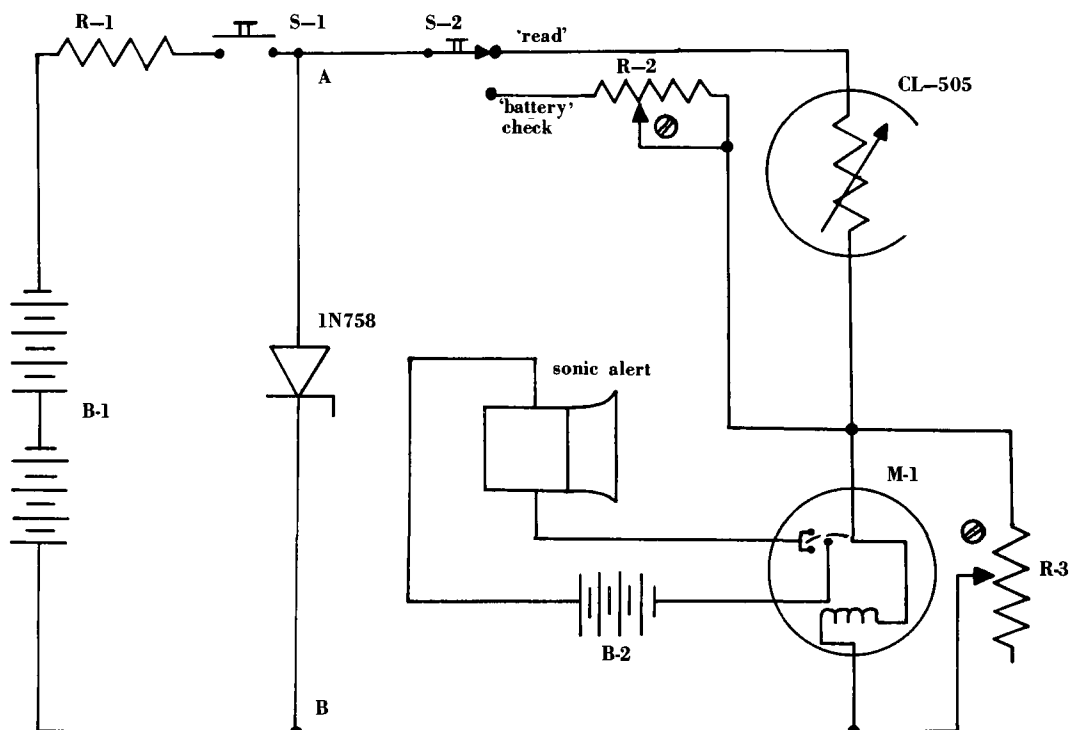 R–1
S–1
S–2
'read'
A
R–2
CL–505
'battery'
check
1N758
sonic alert
B-1
M-1
R-3
B-2
B